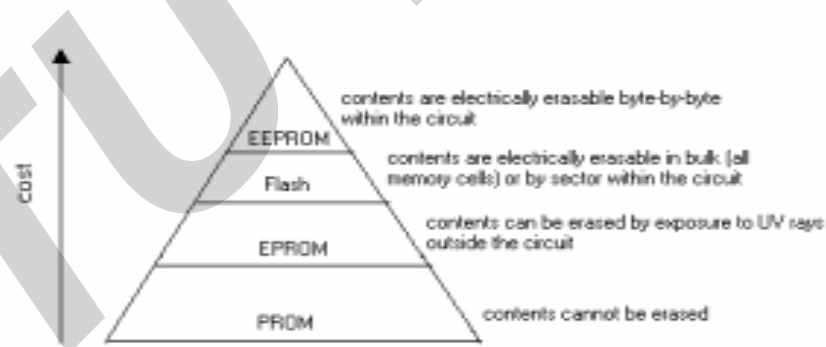 contents are electrically erasable byte-by-byte
within the circuit
EEPROM
contents are electrically erasable in bulk (all
memory cells) or by sector within the circuit
Flash
cost
contents can be erased by exposure to UV rays
outside the circuit
EPROM
contents cannot be erased
PROM